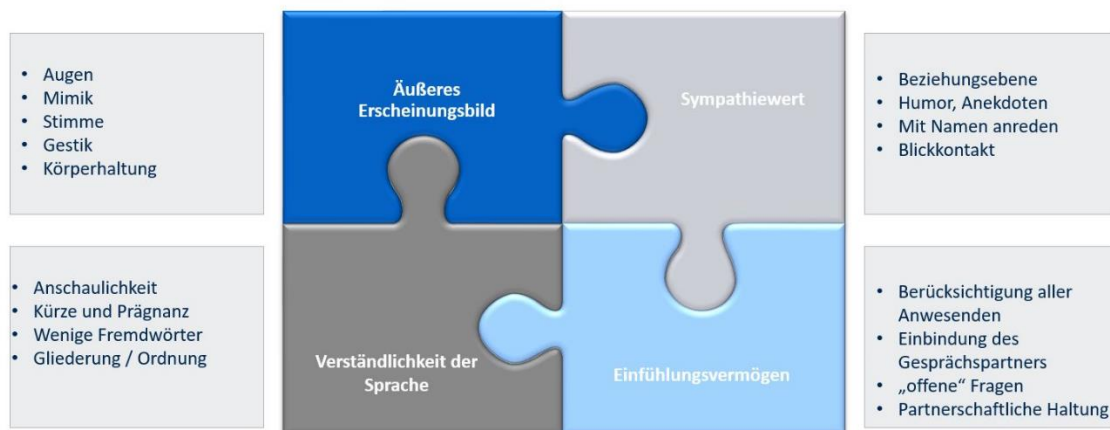 Augen
Mimik
Stimme
Gestik
Körperhaltung
Äußeres
Erscheinungsbild
Sympathiewert
Beziehungsebene
Humor, Anekdoten
Mit Namen anreden
Blickkontakt
Anschaulichkeit
Kürze und Prägnanz
Wenige Fremdwörter
Gliederung / Ordnung
Verständlichkeit der
Sprache
Einfühlungsvermögen
Berücksichtigung aller
Anwesenden
Einbindung des
Gesprächspartners
„offene“ Fragen
Partnerschaftliche Haltung